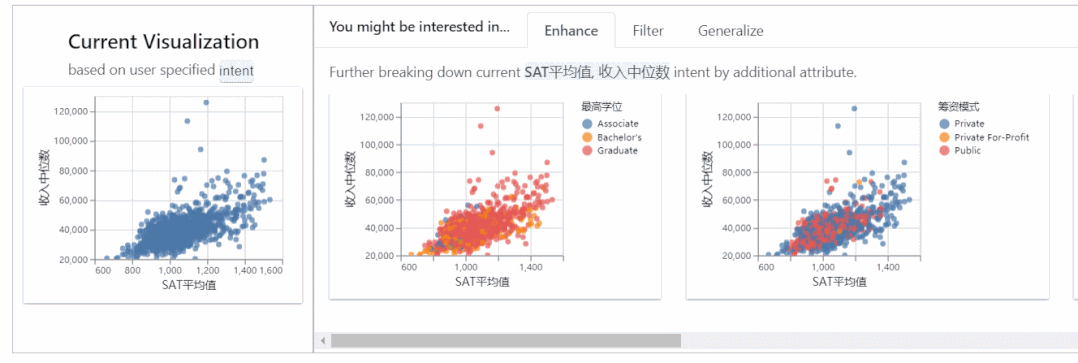 Current Visualization
based on user specified intent
120,000
100,000
80,000
60,000
40,000
20,000
收入中位数
600 800 1,000 1,200 1,400 1,600
SAT平均值
You might be interested in... Enhance Filter Generalize
Further breaking down current SAT平均值, 收入中位数 intent by additional attribute.
120,000
100,000
80,000
60,000
40,000
20,000
收入中位数
600 1,000 1,400
SAT平均值
最高学位
Associate
Bachelor's
Graduate
120,000
100,000
80,000
60,000
40,000
20,000
收入中位数
600 1,000 1,400
SAT平均值
筹资模式
Private
Private For-Profit
Public